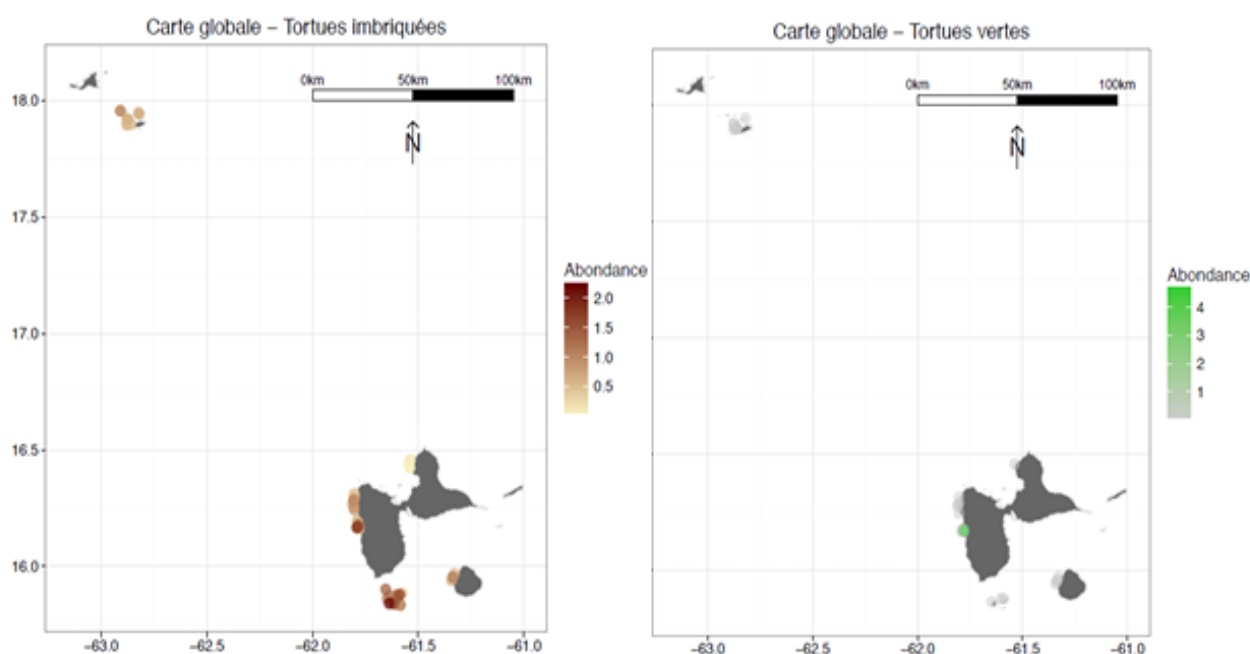 Carte globale – Tortues imbriquées
0km 50km 100km
N
18.0
17.5
17.0
16.5
16.0
−63.0 −62.5 −62.0 −61.5 −61.0
Abondance
2.0
1.5
1.0
0.5
Carte globale – Tortues vertes
0km 50km 100km
N
−63.0 −62.5 −62.0 −61.5 −61.0
Abondance
4
3
2
1